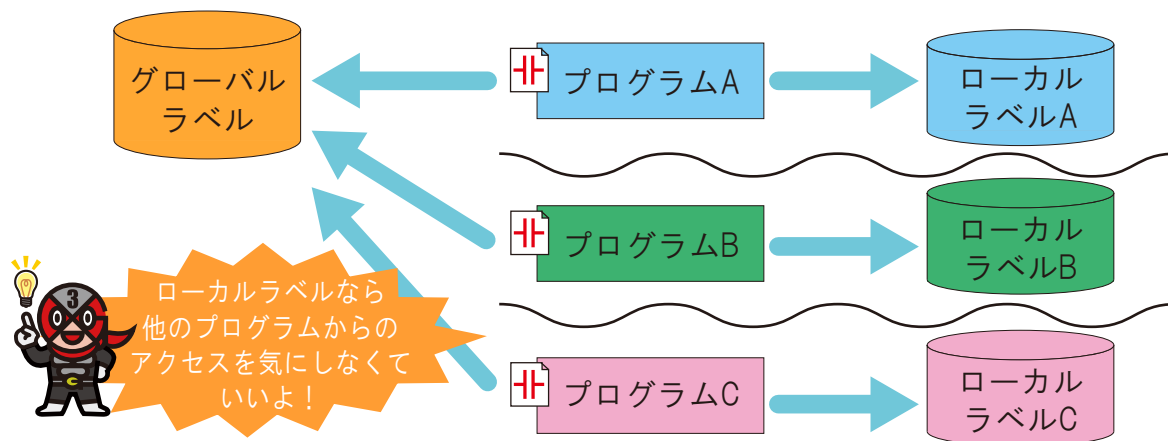 グローバル
ラベル
プログラムA
ローカル
ラベルA
プログラムB
ローカル
ラベルB
3
ローカルラベルなら
他のプログラムからの
アクセスを気にしなくて
いいよ！
プログラムC
ローカル
ラベルC